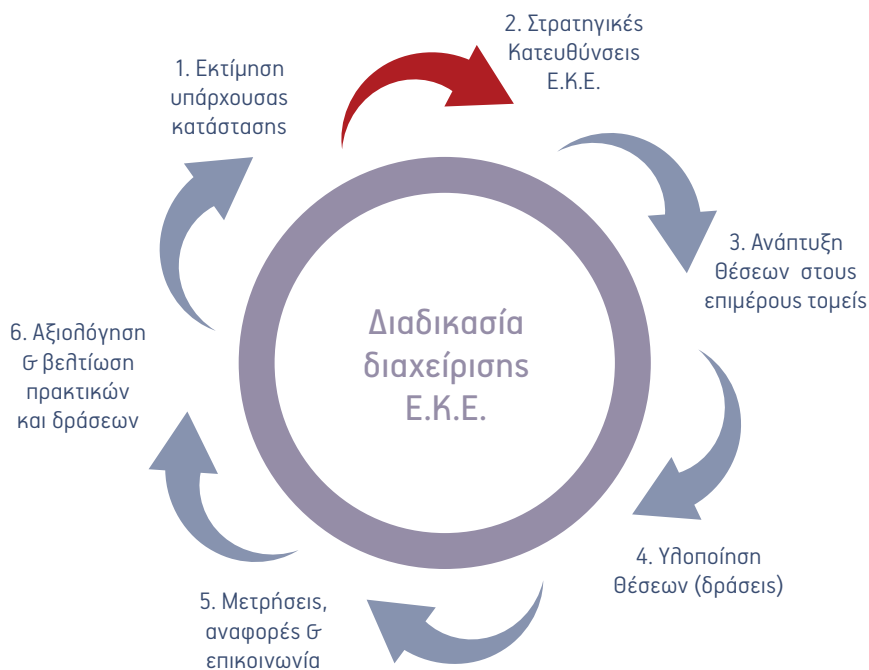 1. Εκτίμηση
υπάρχουσας
κατάστασης
2. Στρατηγικές
Κατευθύνσεις
Ε.Κ.Ε.
3. Ανάπτυξη
θέσεων στους
επιμέρους τομείς
4. Υλοποίηση
θέσεων (δράσεις)
5. Μετρήσεις,
αναφορές &
επικοινωνία
6. Αξιολόγηση
& βελτίωση
πρακτικών
και δράσεων
Διαδικασία
διαχείρισης
Ε.Κ.Ε.